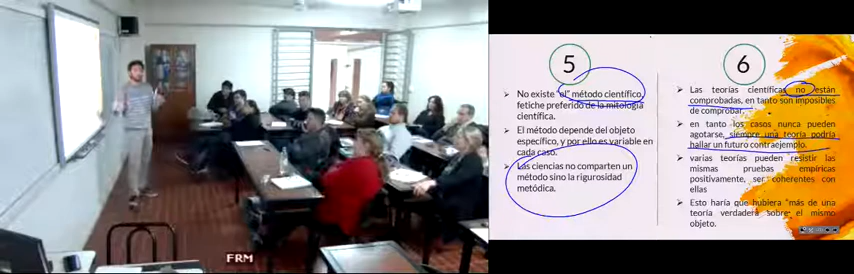 5
➤ No existe "el" método científico,
fetiche preferido de la mitología
científica.
➤ El método depende del objeto
específico, y por ello es variable en
cada caso.
➤ Las ciencias no comparten un
método sino la rigurosidad
metódica.
6
➤ Las teorías científicas no están
comprobadas, en tanto son imposibles
de comprobar.
➤ en tanto los casos nunca pueden
agotarse, siempre una teoría podría
hallar un futuro contraejemplo.
➤ varias teorías pueden resistir las
mismas pruebas empíricas
positivamente, ser coherentes con
ellas
➤ Esto haría que hubiera "más de una
teoría verdadera sobre el mismo
objeto.
FRM